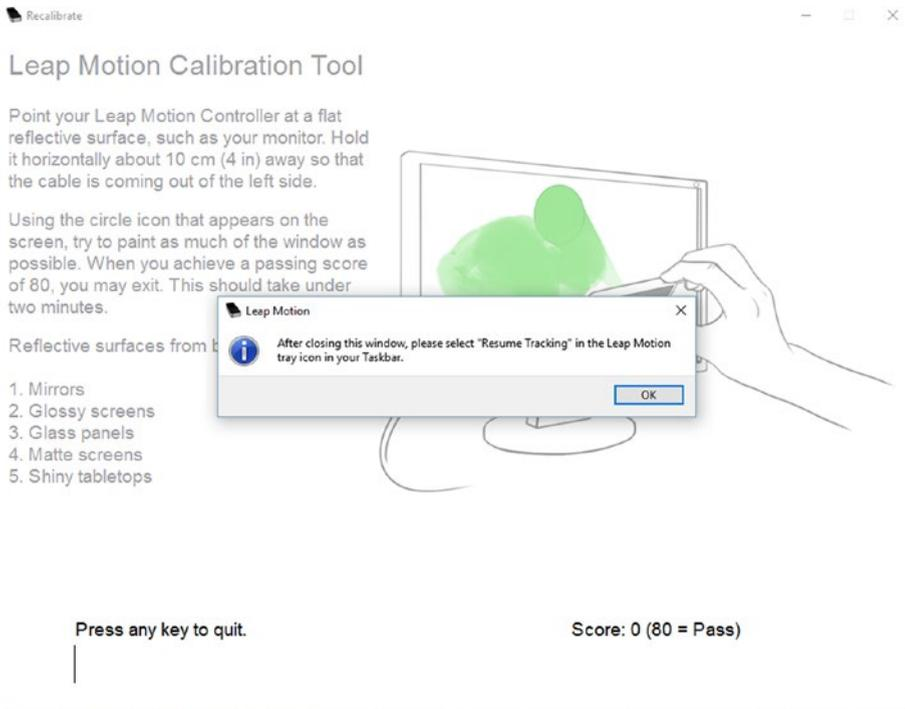 Recalibrate
Leap Motion Calibration Tool
Point your Leap Motion Controller at a flat
reflective surface, such as your monitor. Hold
it horizontally about 10 cm (4 in) away so that
the cable is coming out of the left side.
Using the circle icon that appears on the
screen, try to paint as much of the window as
possible. When you achieve a passing score
of 80, you may exit. This should take under
two minutes.
Reflective surfaces from
1. Mirrors
2. Glossy screens
3. Glass panels
4. Matte screens
5. Shiny tabletops
Leap Motion
After closing this window, please select "Resume Tracking" in the Leap Motion
tray icon in your Taskbar.
OK
Press any key to quit.
Score: 0 (80 = Pass)